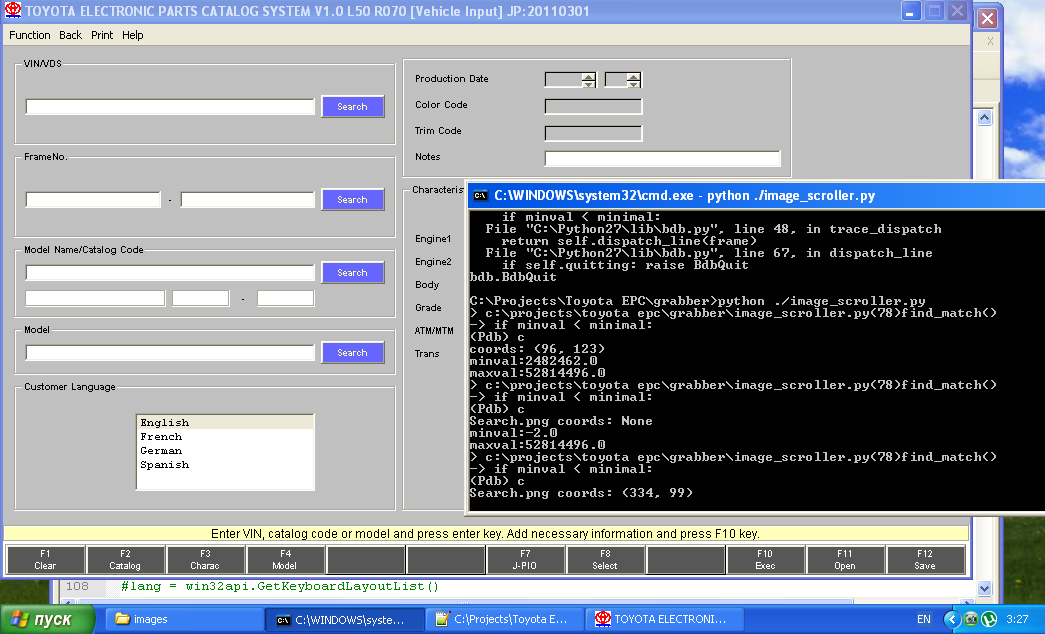 TOYOTA ELECTRONIC PARTS CATALOG SYSTEM V1.0 L50 R070 [Vehicle Input] JP:20110301
Function Back Print Help
VIN/VDS
Search
FrameNo.
-
Search
Model Name/Catalog Code
Search
-
Model
Search
Customer Language
English
French
German
Spanish
Production Date
Color Code
Trim Code
Notes
Characteris
Engine1
Engine2
Body
Grade
ATM/MTM
Trans
C:\WINDOWS\system32\cmd.exe - python ./image_scroller.py
if minval < minimal:
File "C:\Python27\lib\bdb.py", line 48, in trace_dispatch
return self.dispatch_line(frame)
File "C:\Python27\lib\bdb.py", line 67, in dispatch_line
if self.quitting: raise BdbQuit
bdb.BdbQuit
C:\Projects\Toyota EPC\grabber>python ./image_scroller.py
> c:\projects\toyota epc\grabber\image_scroller.py(78)find_match()
-> if minval < minimal:
(Pdb) c
coords: (96, 123)
minval:2482462.0
maxval:52814496.0
> c:\projects\toyota epc\grabber\image_scroller.py(78)find_match()
-> if minval < minimal:
(Pdb) c
Search.png coords: None
minval:-2.0
maxval:52814496.0
> c:\projects\toyota epc\grabber\image_scroller.py(78)find_match()
-> if minval < minimal:
(Pdb) c
Search.png coords: (334, 99)
Enter VIN, catalog code or model and press enter key. Add necessary information and press F10 key.
F1 F2 F3 F4 F7 F8 F10 F11 F12
Clear Catalog Charac Model J-PIO Select Exec Open Save
108 #lang = win32api.GetKeyboardLayoutList()
пуск images C:\WINDOWS\syste... C:\Projects\Toyota E... TOYOTA ELECTRONI... EN 3:27